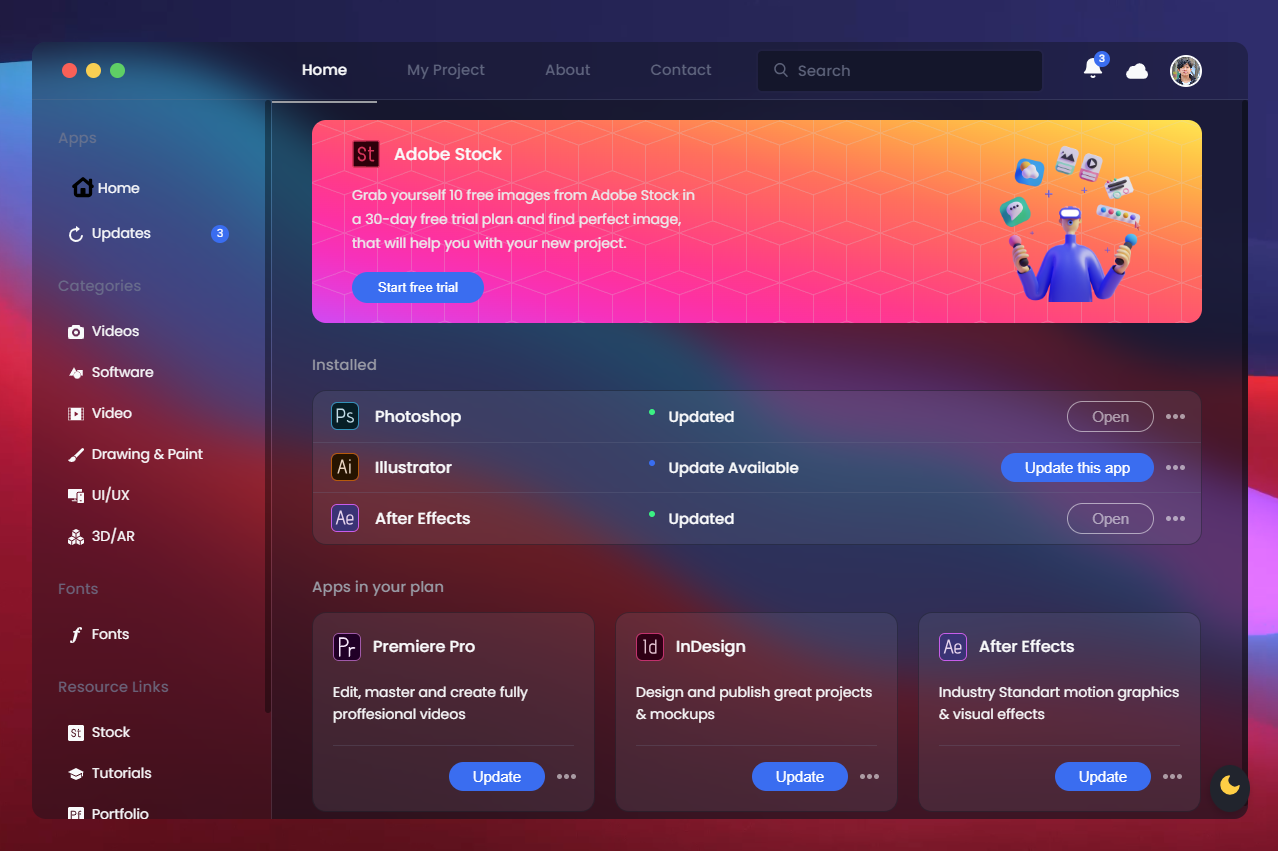 Home
My Project
About
Contact
Search
3
Apps
Home
Updates
3
Categories
Videos
Software
Video
Drawing & Paint
UI/UX
3D/AR
Fonts
Fonts
Resource Links
St Stock
Tutorials
Pf Portfolio
St Adobe Stock
Grab yourself 10 free images from Adobe Stock in
a 30-day free trial plan and find perfect image,
that will help you with your new project.
Start free trial
Installed
Ps Photoshop
Updated
Open
Ai Illustrator
Update Available
Update this app
Ae After Effects
Updated
Open
Apps in your plan
Pr Premiere Pro
Edit, master and create fully
proffesional videos
Update
Id InDesign
Design and publish great projects
& mockups
Update
Ae After Effects
Industry Standart motion graphics
& visual effects
Update